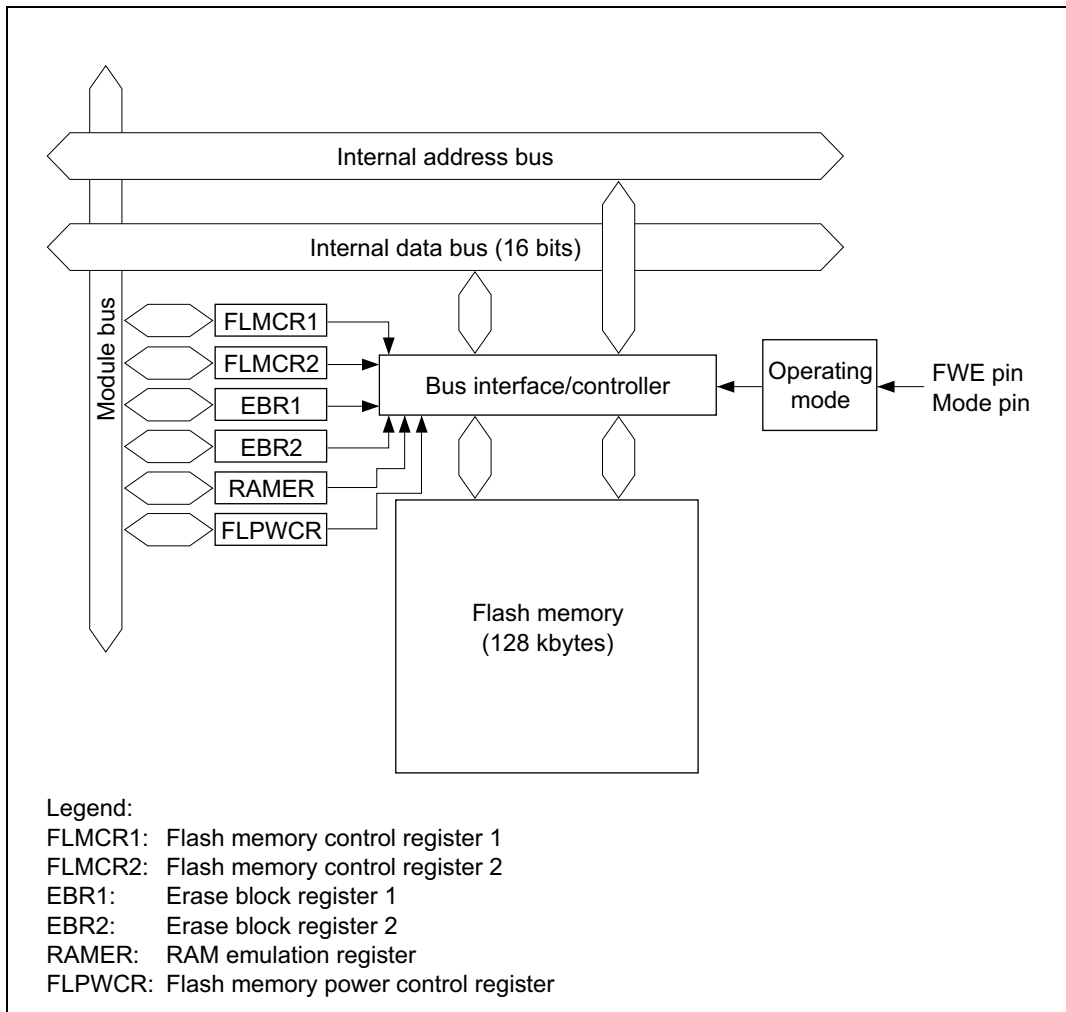 Internal address bus
Internal data bus (16 bits)
Module bus
FLMCR1
FLMCR2
EBR1
EBR2
RAMER
FLPWCR
Bus interface/controller
Operating
mode
FWE pin
Mode pin
Flash memory
(128 kbytes)
Legend:
FLMCR1: Flash memory control register 1
FLMCR2: Flash memory control register 2
EBR1: Erase block register 1
EBR2: Erase block register 2
RAMER: RAM emulation register
FLPWCR: Flash memory power control register